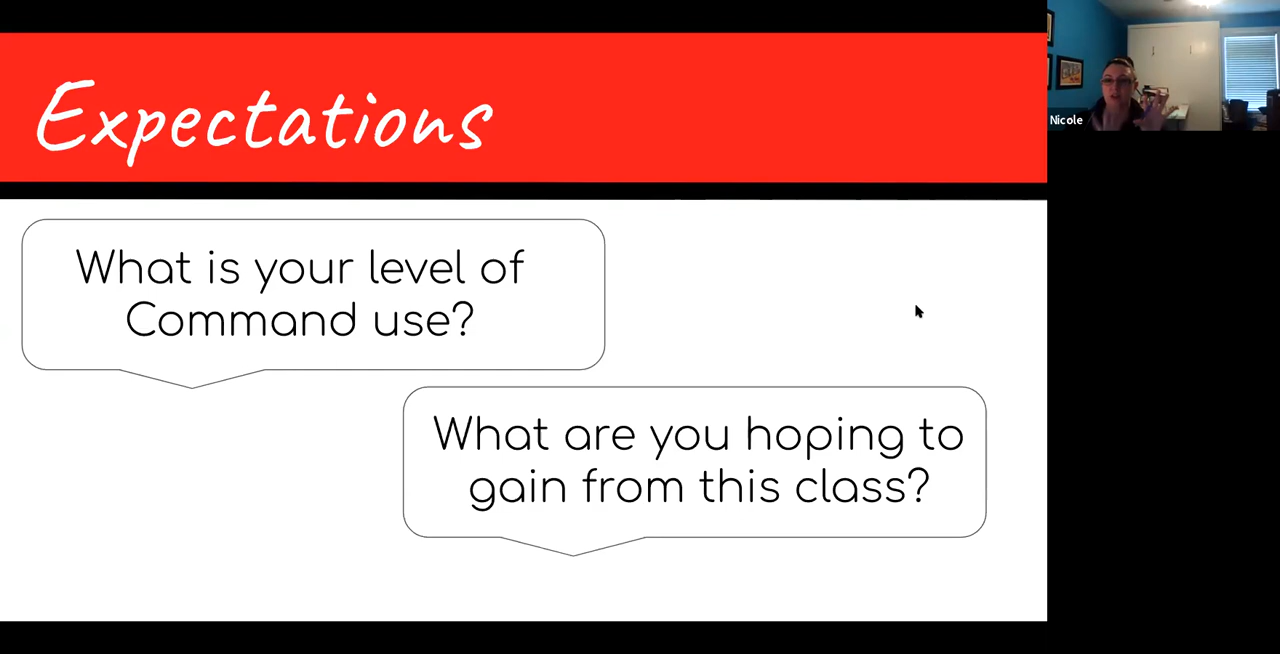 Expectations
What is your level of
Command use?
What are you hoping to
gain from this class?
Nicole